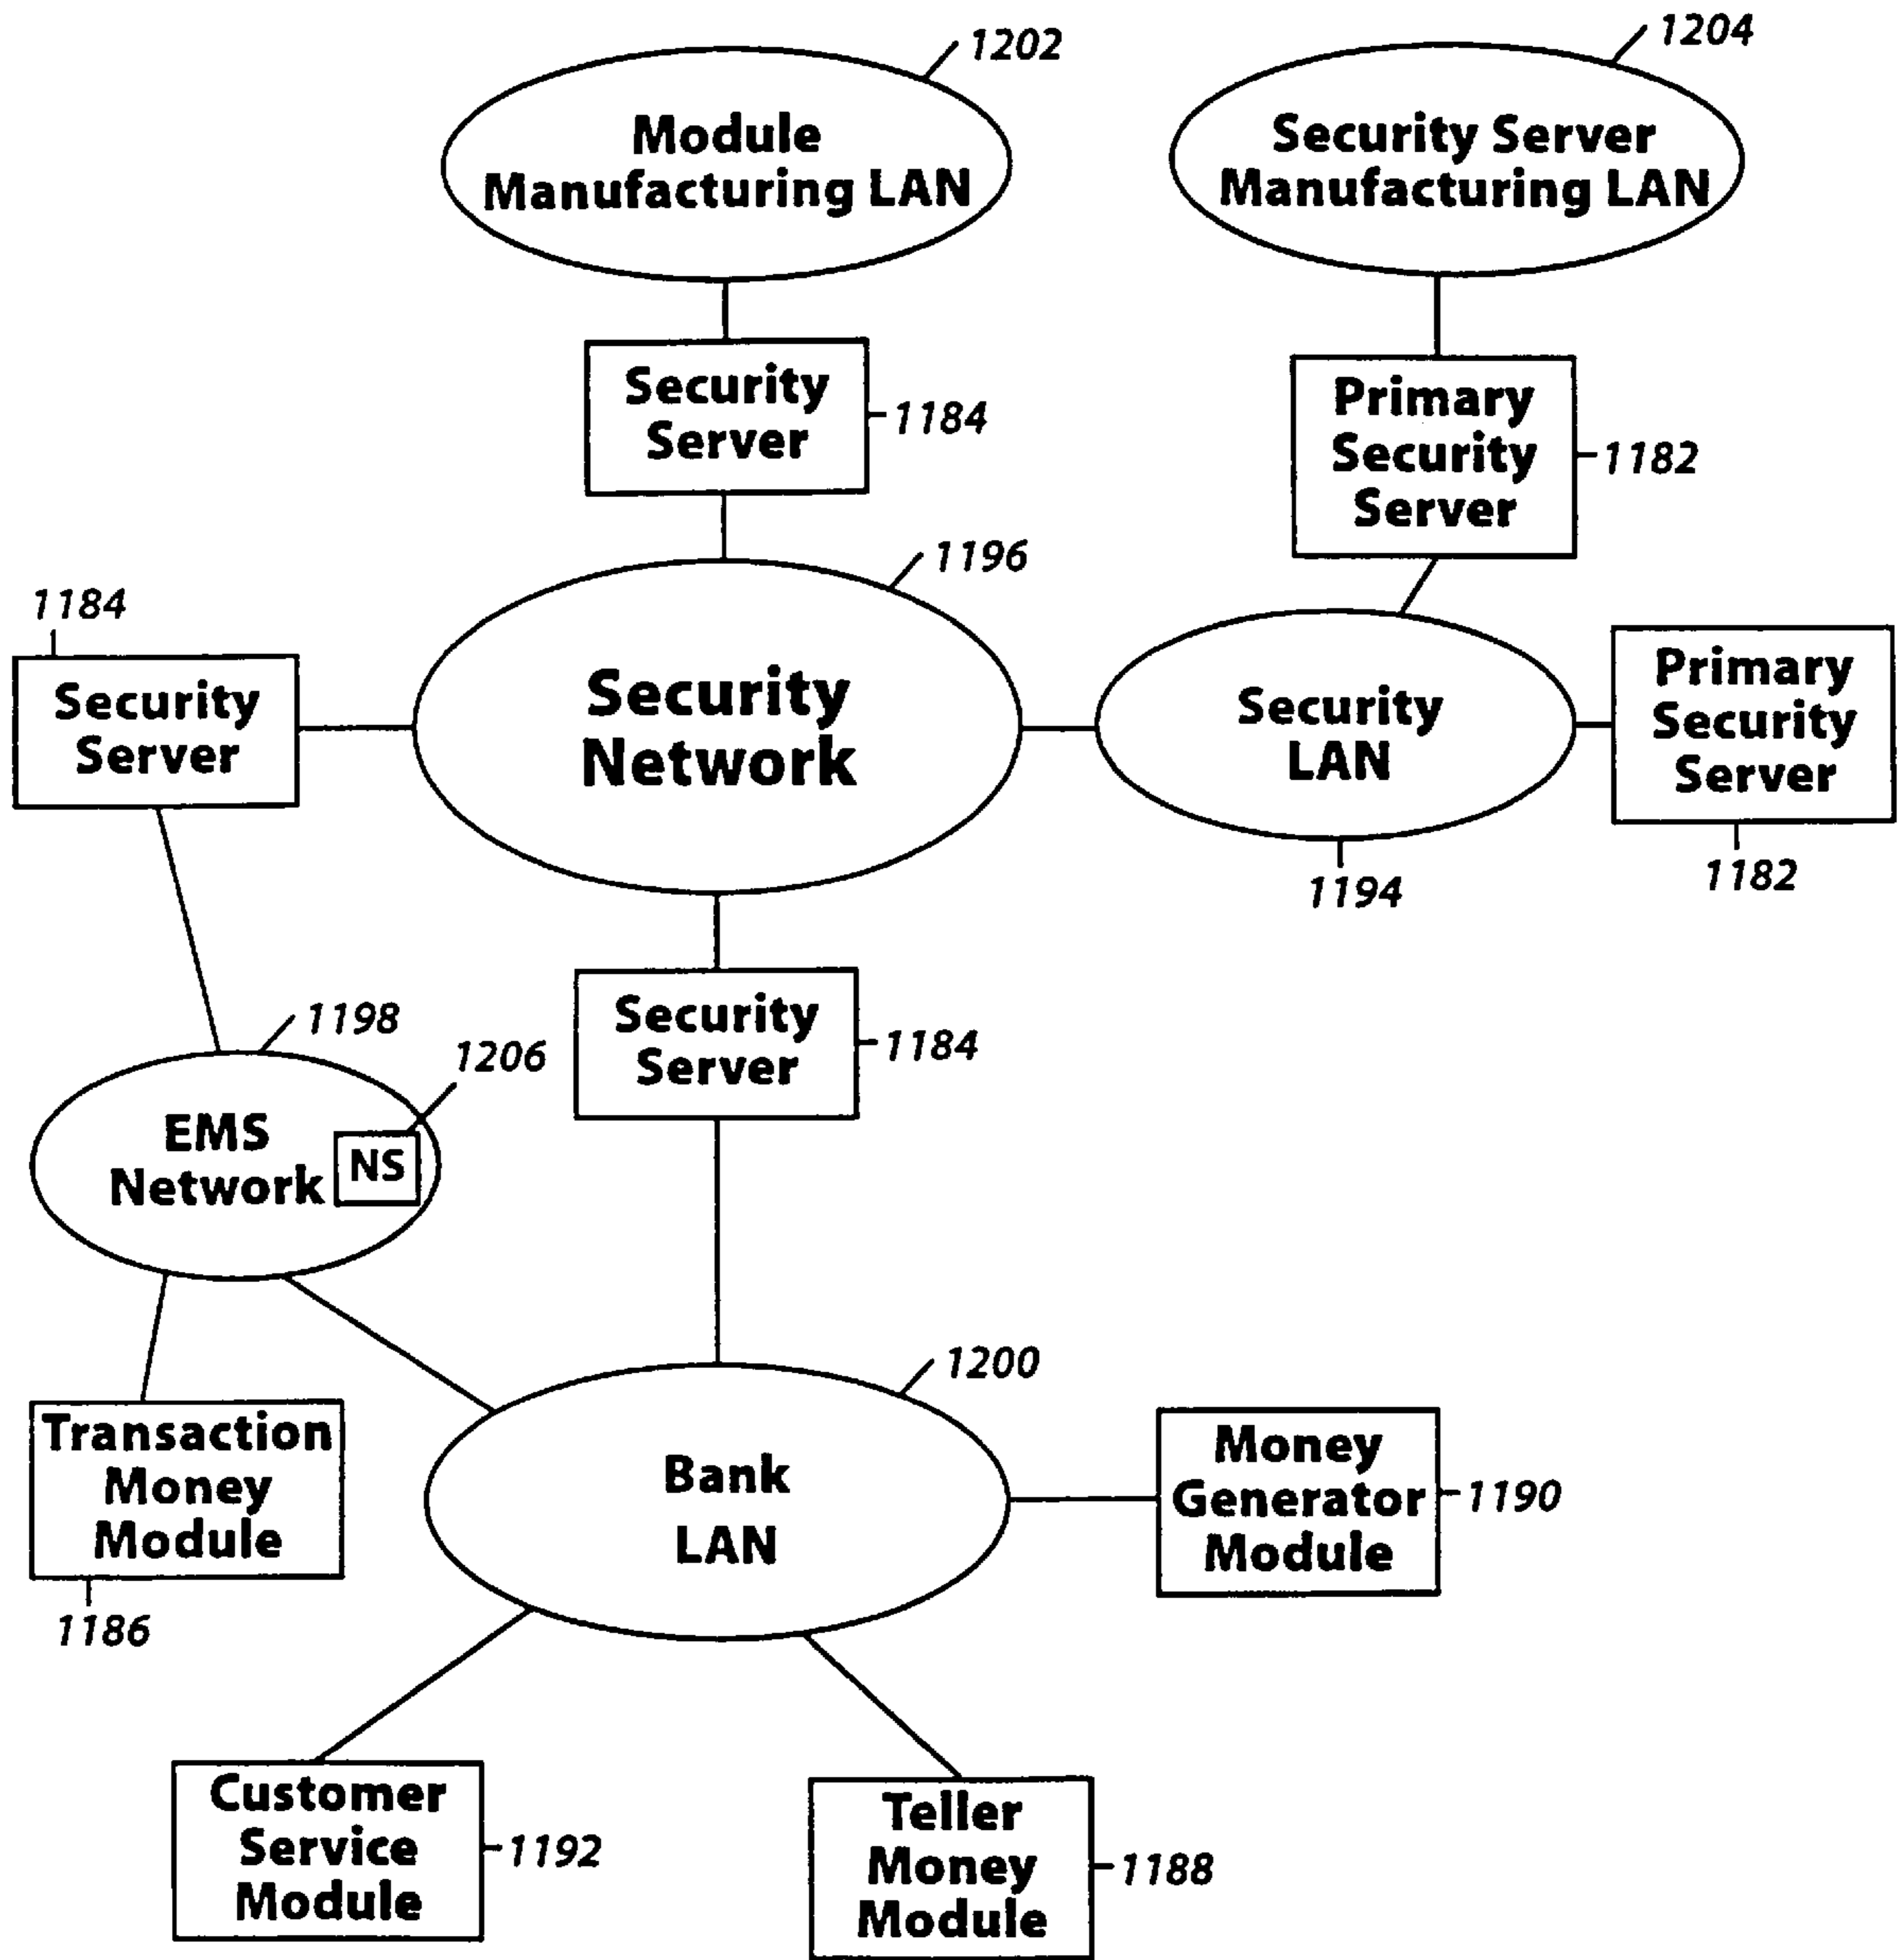 1202
Module
Manufacturing LAN
1204
Security Server
Manufacturing LAN
Security
Server
1184
Primary
Security
Server
1182
1196
Security
Network
1184
Security
Server
Security
LAN
1194
Primary
Security
Server
1182
Security
Server
1184
1198
1206
EMS
Network
NS
1200
Bank
LAN
Transaction
Money
Module
1186
Money
Generator
Module
1190
Customer
Service
Module
1192
Teller
Money
Module
1188